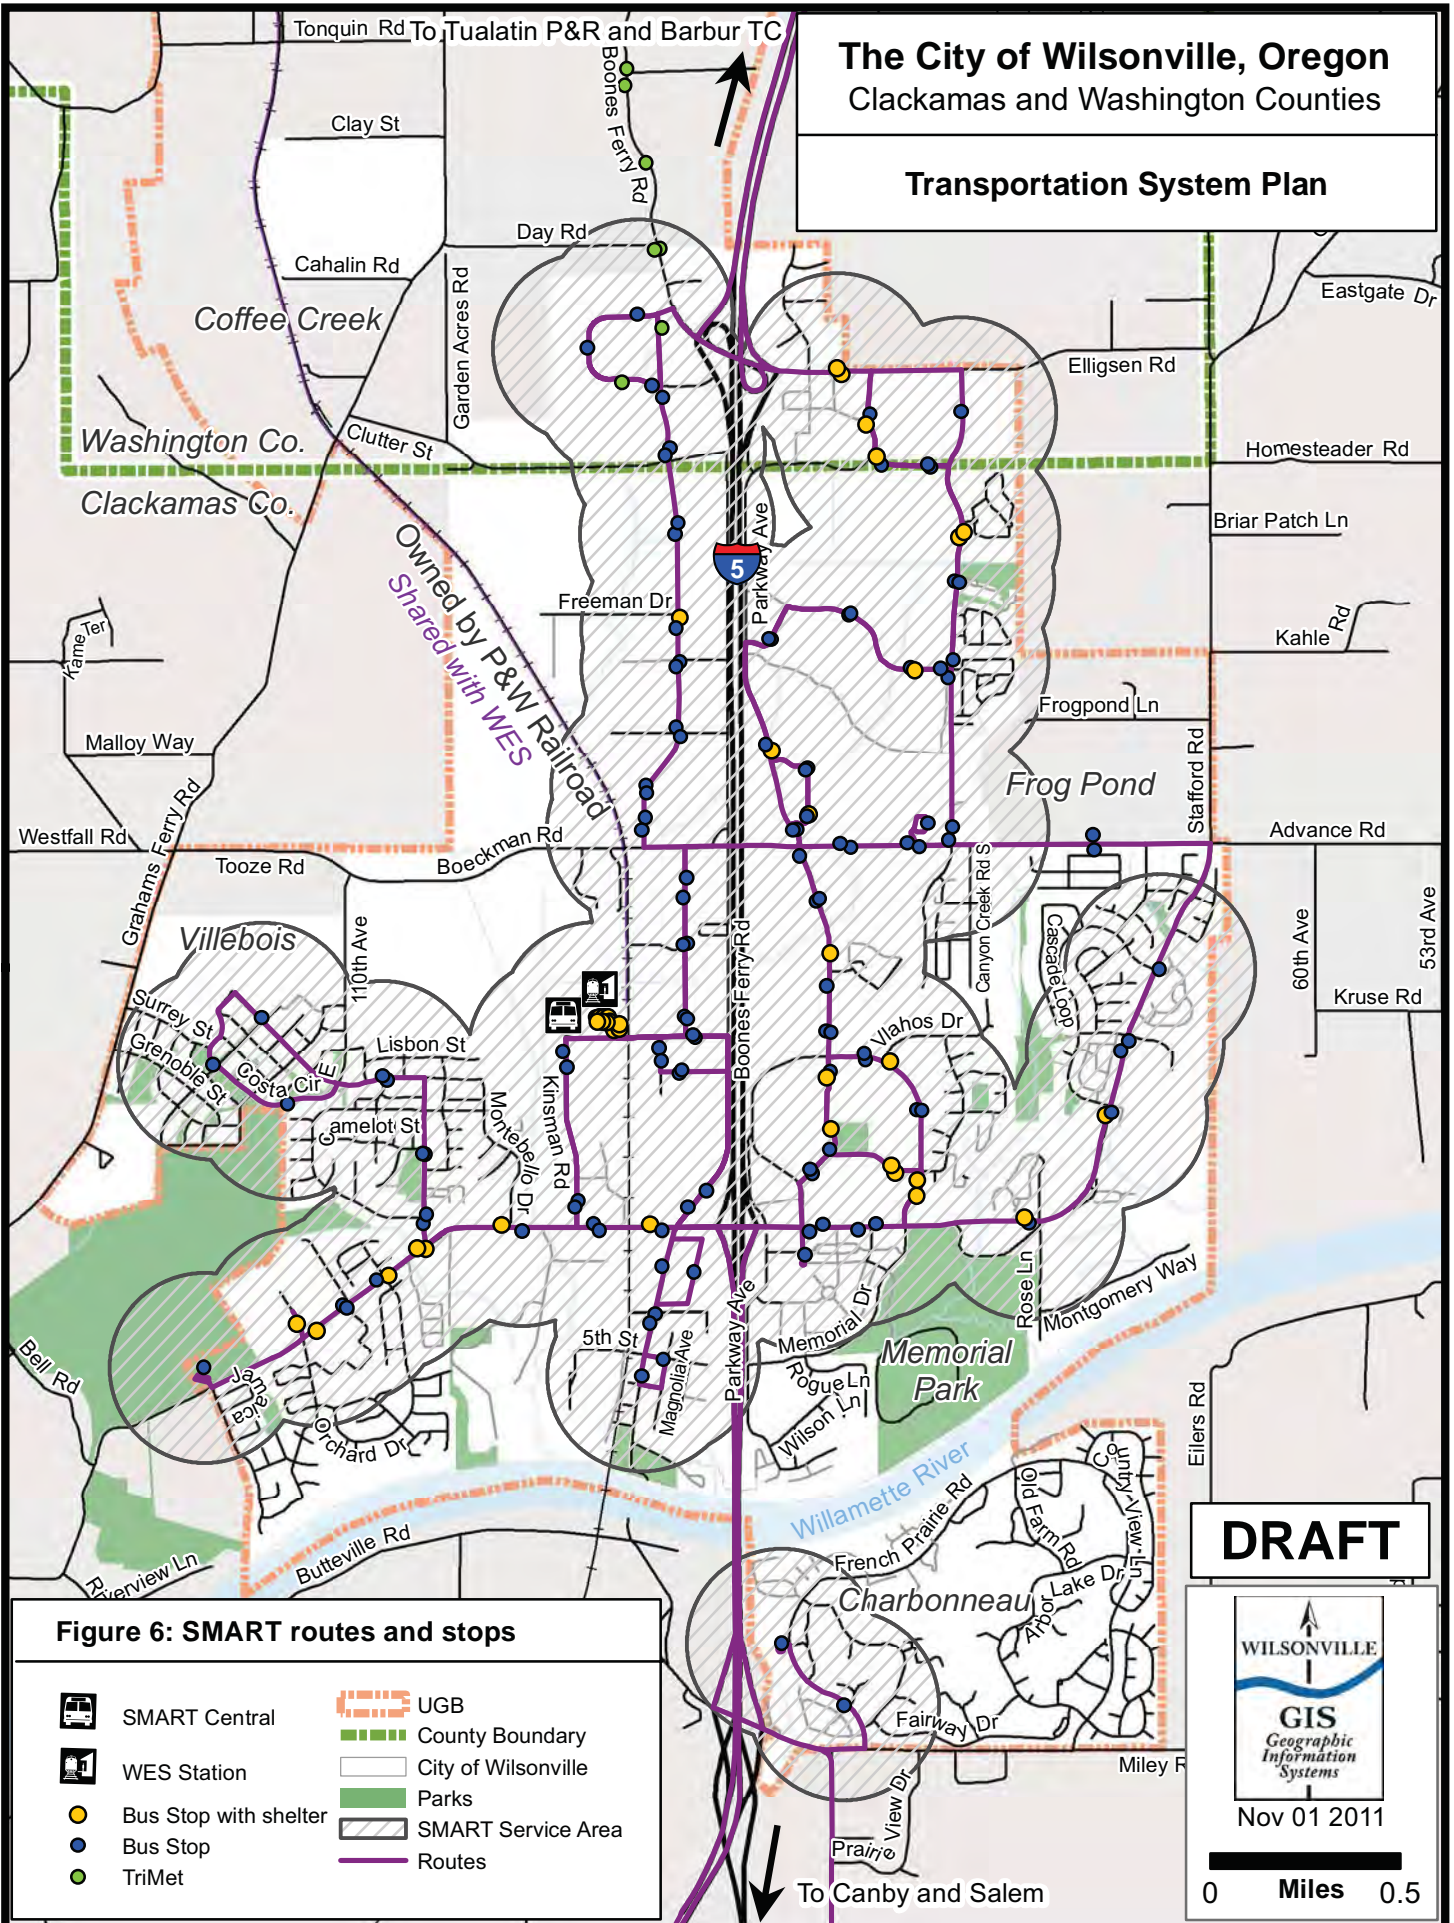 Tonquin Rd
To Tualatin P&R and Barbur TC
The City of Wilsonville, Oregon
Clackamas and Washington Counties
Transportation System Plan
Boones Ferry Rd
Clay St
Day Rd
Cahalin Rd
Garden Acres Rd
Coffee Creek
Eastgate Dr
Elligsen Rd
Washington Co.
Clutter St
Homesteader Rd
Clackamas Co.
Briar Patch Ln
Parkway Ave
Owned by P&W Railroad
Shared with WES
5
Freeman Dr
Kame Ter
Kahle Rd
Frogpond Ln
Malloy Way
Frog Pond
Stafford Rd
Grahams Ferry Rd
Westfall Rd
Tooze Rd
Boeckman Rd
Advance Rd
Canyon Creek Rd S
Cascade Loop
60th Ave
53rd Ave
Villebois
110th Ave
Boones Ferry Rd
Kruse Rd
Surrey St
Grenoble St
Costa Cir E
Lisbon St
Vlahos Dr
Camelot St
Montebello Dr
Kinsman Rd
Rose Ln
Montgomery Way
Parkway Ave
Memorial Dr
5th St
Magnolia Ave
Memorial
Park
Rogue Ln
Wilson Ln
Bell Rd
Jamaica
Orchard Dr
Eilers Rd
Willamette River
Country View Ln
Old Farm Rd
French Prairie Rd
Lake Dr
Arbor
Charbonneau
Butteville Rd
Riverview Ln
DRAFT
Fairway Dr
Miley R
Prairie View Dr
To Canby and Salem
Figure 6: SMART routes and stops
SMART Central
WES Station
Bus Stop with shelter
Bus Stop
TriMet
UGB
County Boundary
City of Wilsonville
Parks
SMART Service Area
Routes
WILSONVILLE
GIS
Geographic
Information
Systems
Nov 01 2011
0 Miles 0.5